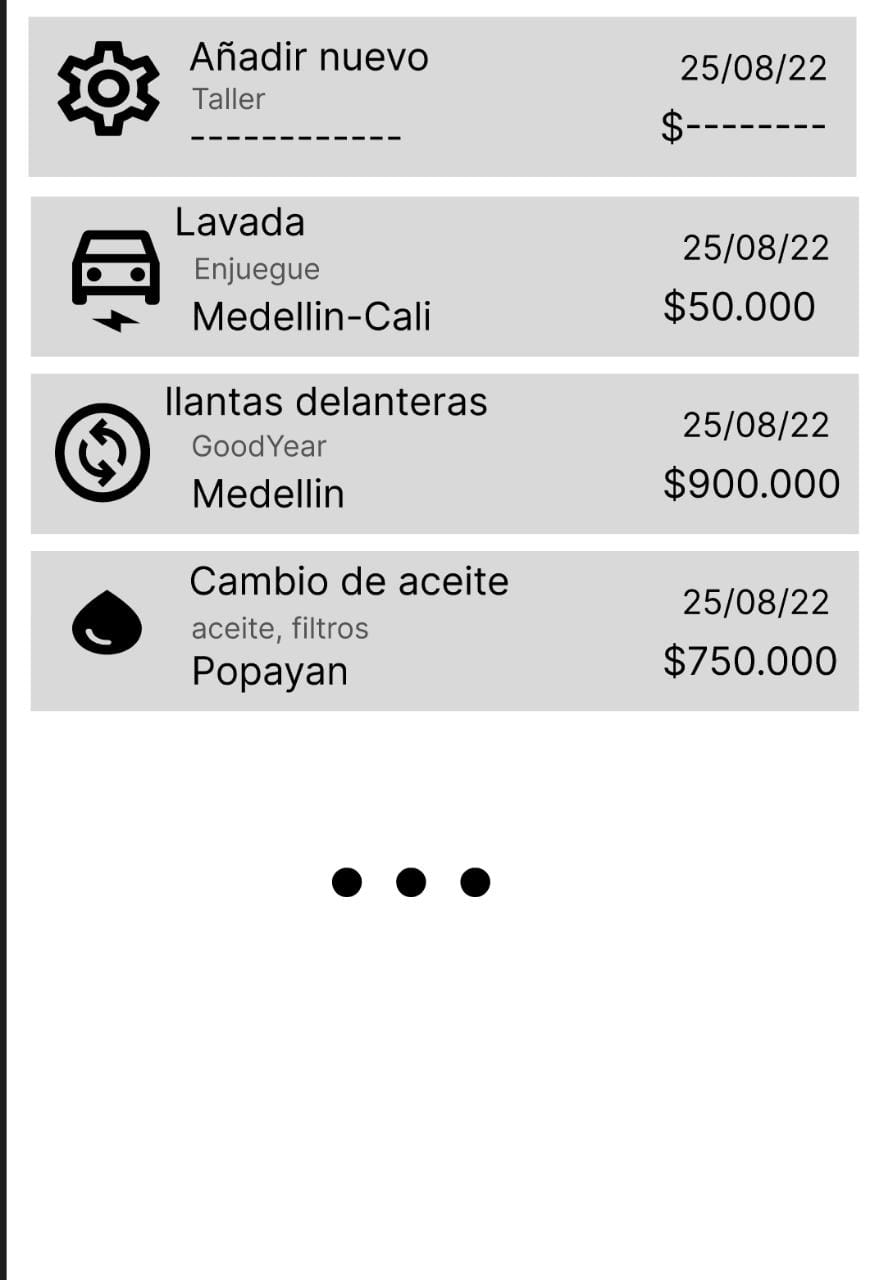 Añadir nuevo
25/08/22
Taller
------------
$--------
Lavada
25/08/22
Enjuegue
Medellin-Cali
$50.000
llantas delanteras
25/08/22
GoodYear
Medellin
$900.000
Cambio de aceite
25/08/22
aceite, filtros
Popayan
$750.000